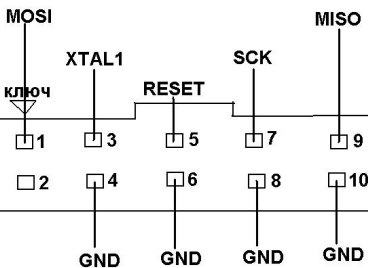 MOSI
MISO
XTAL1
SCK
ключ
RESET
1 3 5 7 9
2 4 6 8 10
GND GND GND GND